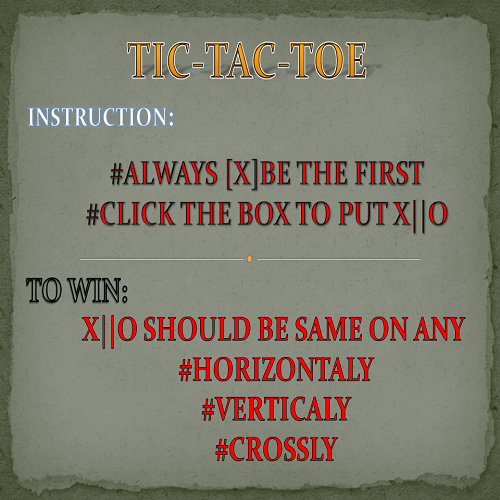 TIC-TAC-TOE
INSTRUCTION:
#ALWAYS [X]BE THE FIRST
#CLICK THE BOX TO PUT X||O
TO WIN:
X||O SHOULD BE SAME ON ANY
#HORIZONTALY
#VERTICALY
#CROSSLY